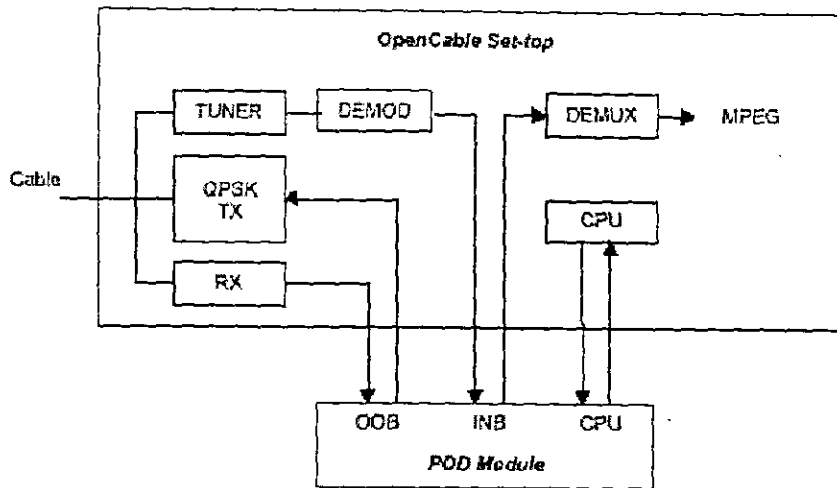 OpenCable Set-top
TUNER
DEMOD
DEMUX
MPEG
Cable
QPSK
TX
CPU
RX
OOB
INB
CPU
POD Module